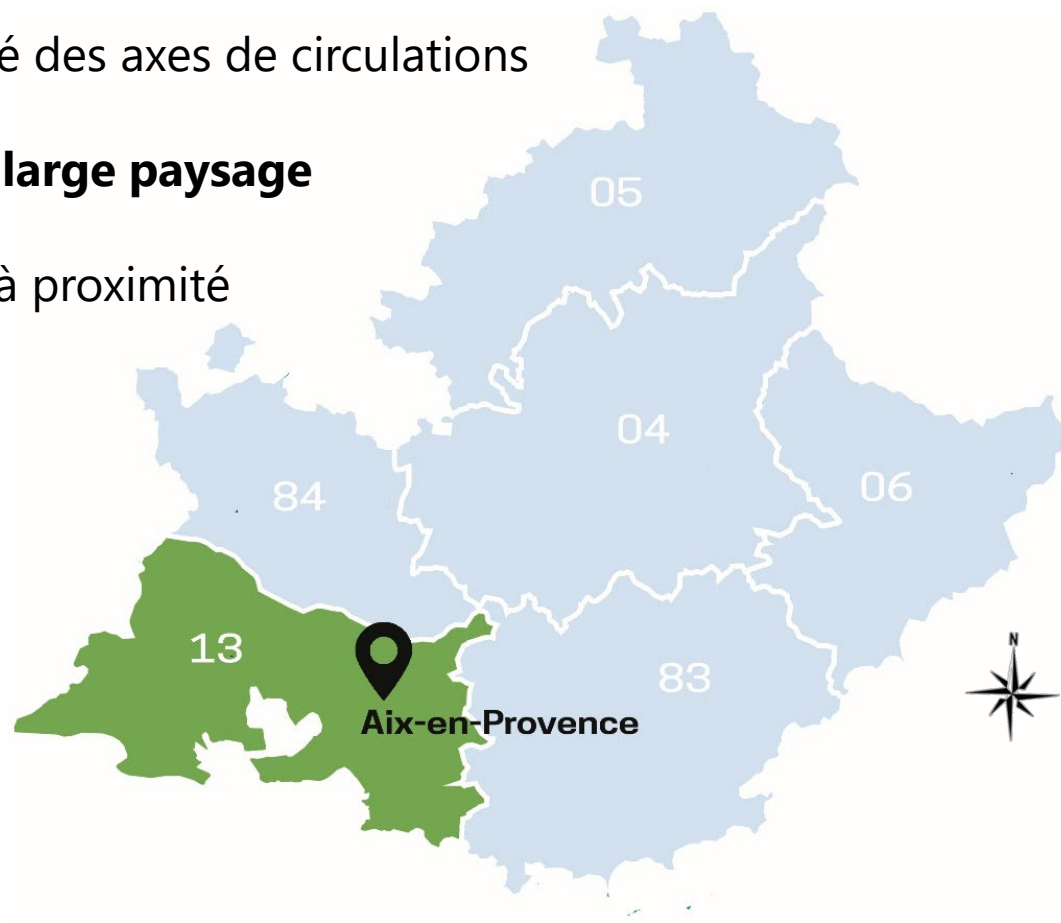 é des axes de circulations
large paysage
à proximité
05
04
06
84
13
83
N
Aix-en-Provence